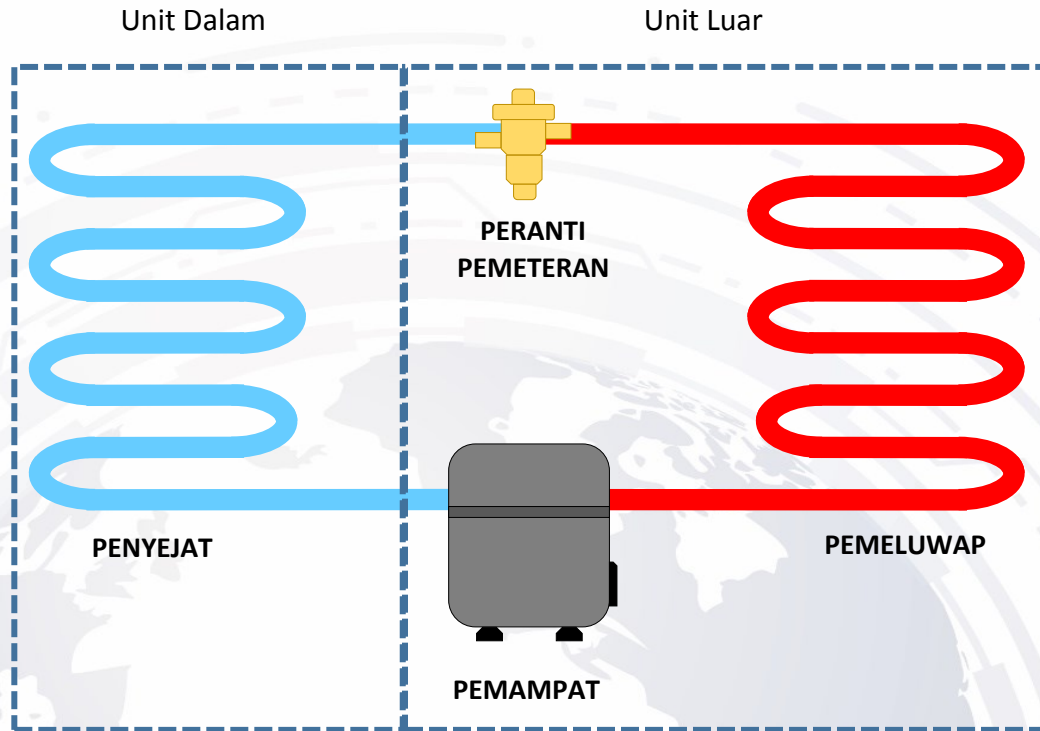 Unit Dalam
Unit Luar
PERANTI
PEMETERAN
PENYEJAT
PEMELUWAP
PEMAMPAT